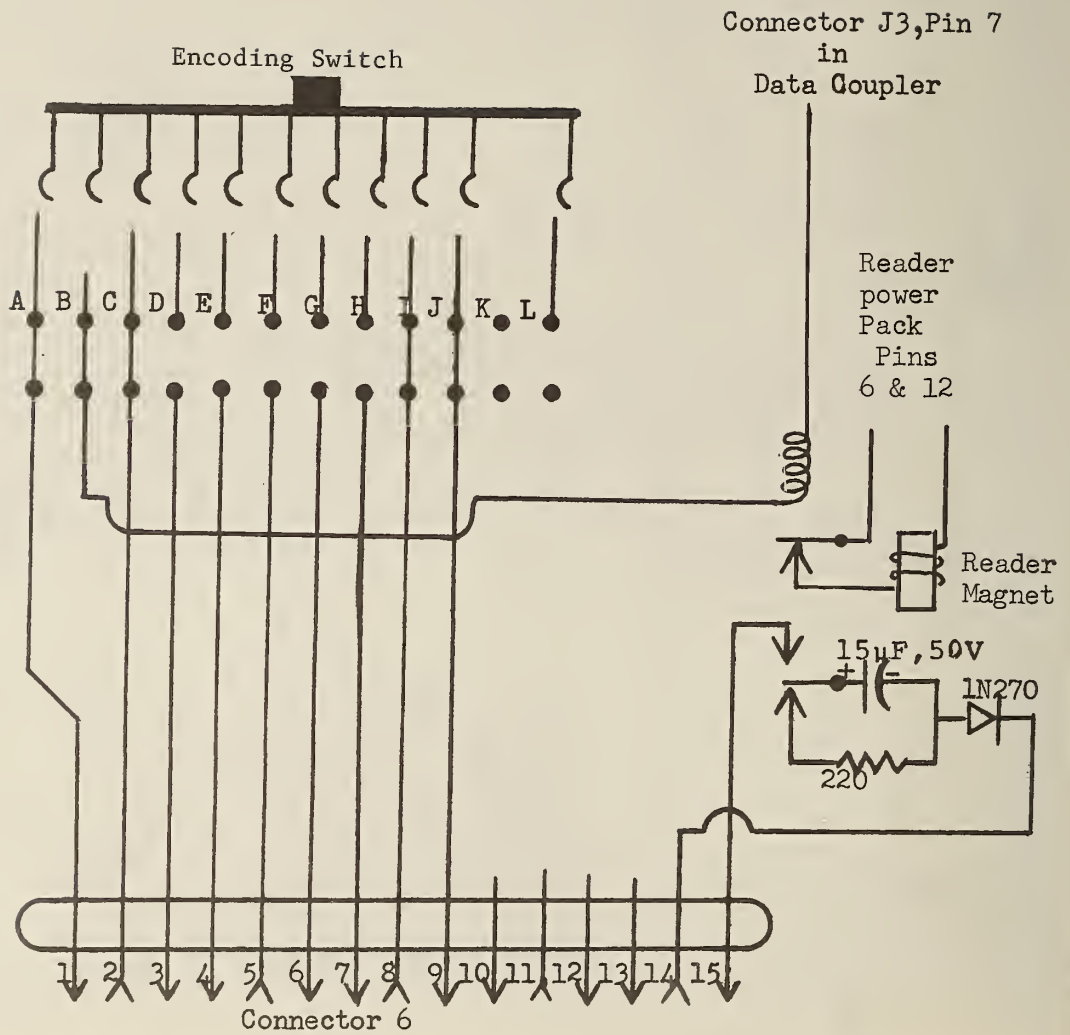 Connector J3,Pin 7
in
Data Coupler
Encoding Switch
Reader
power
Pack
Pins
6 & 12
A B C D E F G H I J K L
Reader
Magnet
15µF,50V
+ -
1N270
220
1 2 3 4 5 6 7 8 9 10 11 12 13 14 15
Connector 6